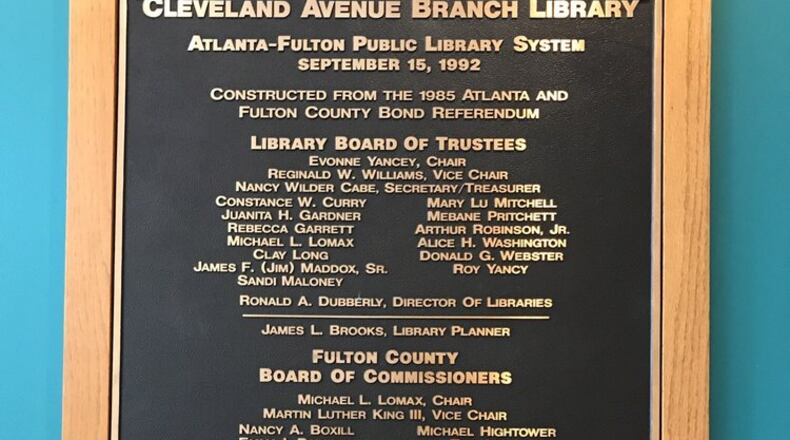 CLEVELAND AVENUE BRANCH LIBRARY
ATLANTA-FULTON PUBLIC LIBRARY SYSTEM
SEPTEMBER 15, 1992
CONSTRUCTED FROM THE 1985 ATLANTA AND
FULTON COUNTY BOND REFERENDUM
LIBRARY BOARD OF TRUSTEES
EVONNE YANCEY, CHAIR
REGINALD W. WILLIAMS, VICE CHAIR
NANCY WILDER CABE, SECRETARY/TREASURER
CONSTANCE W. CURRY MARY LU MITCHELL
JUANITA H. GARDNER MEBANE PRITCHETT
REBECCA GARRETT ARTHUR ROBINSON, JR.
MICHAEL L. LOMAX ALICE H. WASHINGTON
CLAY LONG DONALD G. WEBSTER
JAMES F. (JIM) MADDOX, SR. ROY YANCY
SANDI MALONEY
RONALD A. DUBBERLY, DIRECTOR OF LIBRARIES
JAMES L. BROOKS, LIBRARY PLANNER
FULTON COUNTY
BOARD OF COMMISSIONERS
MICHAEL L. LOMAX, CHAIR
MARTIN LUTHER KING III, VICE CHAIR
NANCY A. BOXILL MICHAEL HIGHTOWER